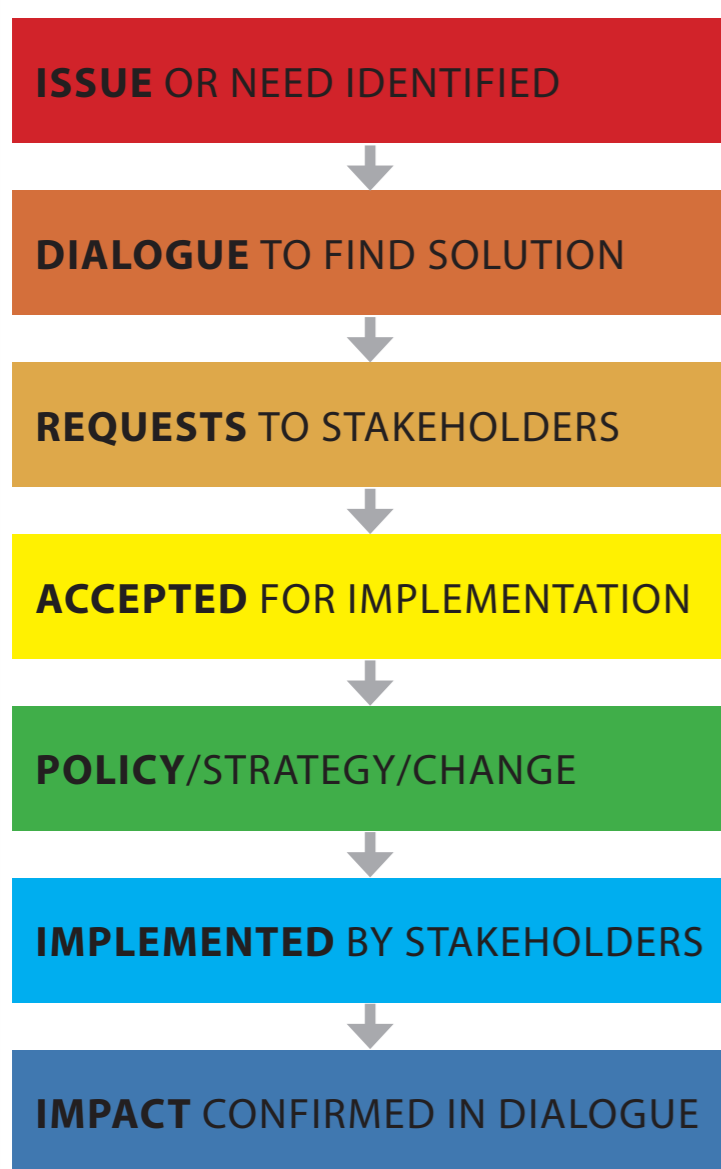 ISSUE OR NEED IDENTIFIED
DIALOGUE TO FIND SOLUTION
REQUESTS TO STAKEHOLDERS
ACCEPTED FOR IMPLEMENTATION
POLICY/STRATEGY/CHANGE
IMPLEMENTED BY STAKEHOLDERS
IMPACT CONFIRMED IN DIALOGUE